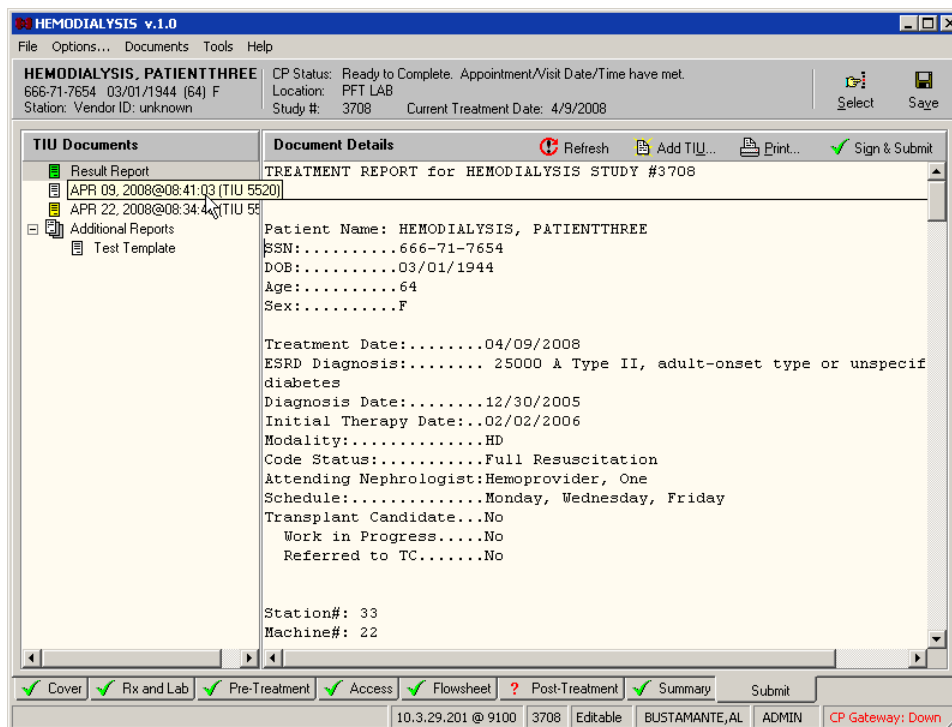 HEMODIALYSIS v.1.0
File Options... Documents Tools Help
HEMODIALYSIS, PATIENTTHREE
666-71-7654 03/01/1944 (64) F
Station: Vendor ID: unknown
CP Status: Ready to Complete. Appointment/Visit Date/Time have met.
Location: PFT LAB
Study #: 3708 Current Treatment Date: 4/9/2008
Select Save
TIU Documents
Result Report
APR 09, 2008@08:41:03 (TIU 5520)
APR 22, 2008@08:34:4 (TIU 55
Additional Reports
Test Template
Document Details Refresh Add TIU... Print... Sign & Submit
TREATMENT REPORT for HEMODIALYSIS STUDY #3708
Patient Name: HEMODIALYSIS, PATIENTTHREE
SSN:..........666-71-7654
DOB:..........03/01/1944
Age:..........64
Sex:..........F
Treatment Date:........04/09/2008
ESRD Diagnosis:........ 25000 A Type II, adult-onset type or unspecif
diabetes
Diagnosis Date:........12/30/2005
Initial Therapy Date:..02/02/2006
Modality:..............HD
Code Status:...........Full Resuscitation
Attending Nephrologist:Hemoprovider, One
Schedule:..............Monday, Wednesday, Friday
Transplant Candidate...No
Work in Progress.....No
Referred to TC.......No
Station#: 33
Machine#: 22
Cover Rx and Lab Pre-Treatment Access Flowsheet ? Post-Treatment Summary Submit
10.3.29.201 @ 9100 3708 Editable BUSTAMANTE,AL ADMIN CP Gateway: Down